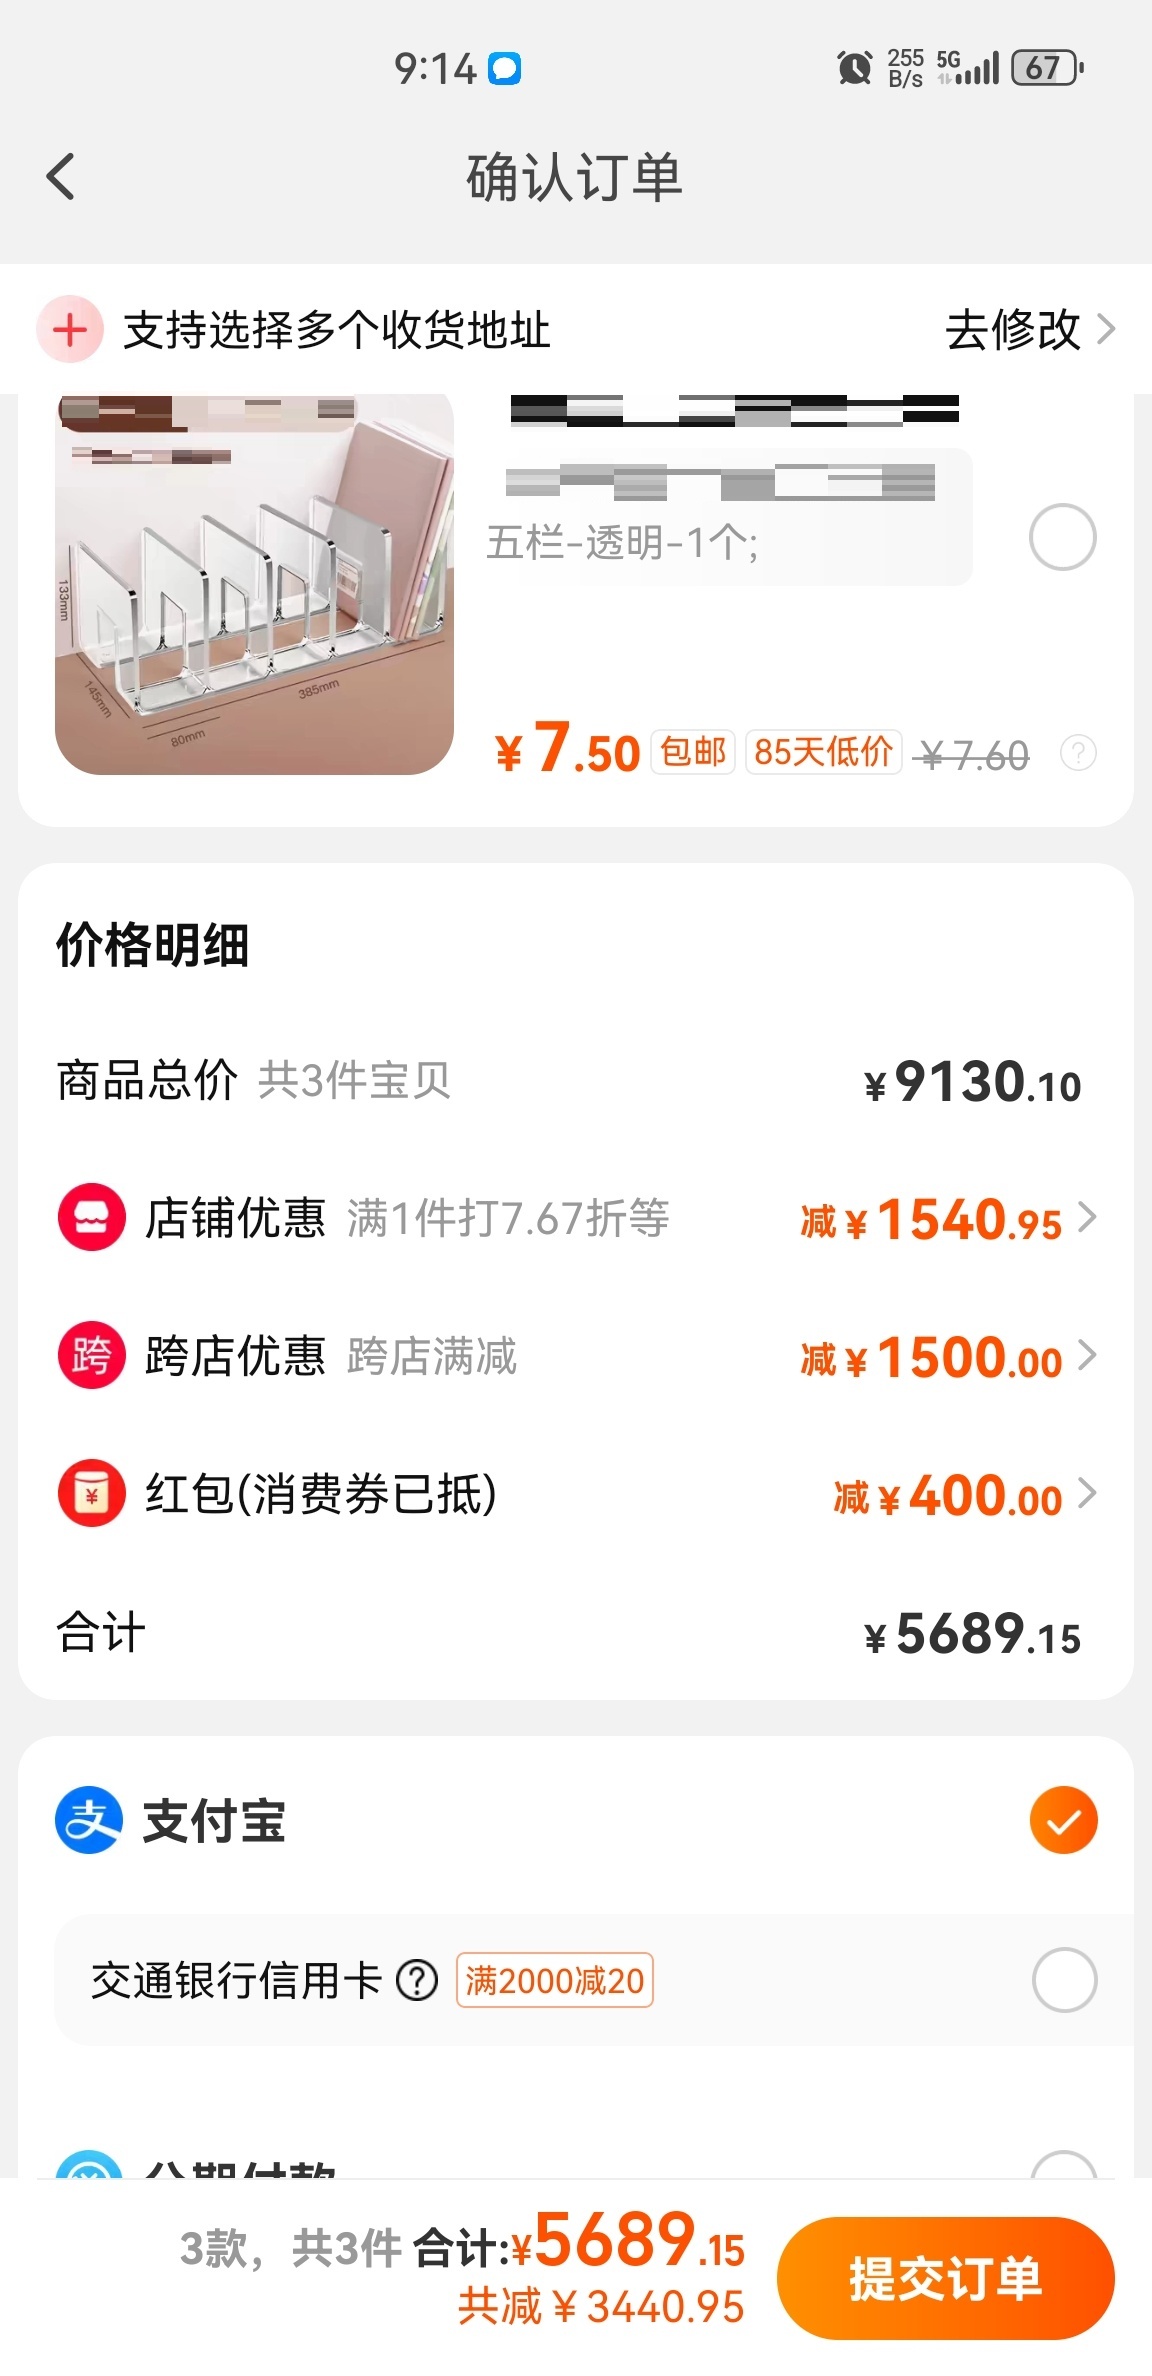 9:14
255 B/s 5G 67
确认订单
支持选择多个收货地址 去修改
五栏-透明-1个;
133mm
145mm
80mm
385mm
¥7.50 包邮 85天低价 ¥7.60 ?
价格明细
商品总价 共3件宝贝 ¥9130.10
店铺优惠 满1件打7.67折等 减¥1540.95
跨 跨店优惠 跨店满减 减¥1500.00
¥ 红包(消费券已抵) 减¥400.00
合计 ¥5689.15
支 支付宝
交通银行信用卡 ? 满2000减20
分期付款
3款，共3件 合计:¥5689.15
共减¥3440.95
提交订单